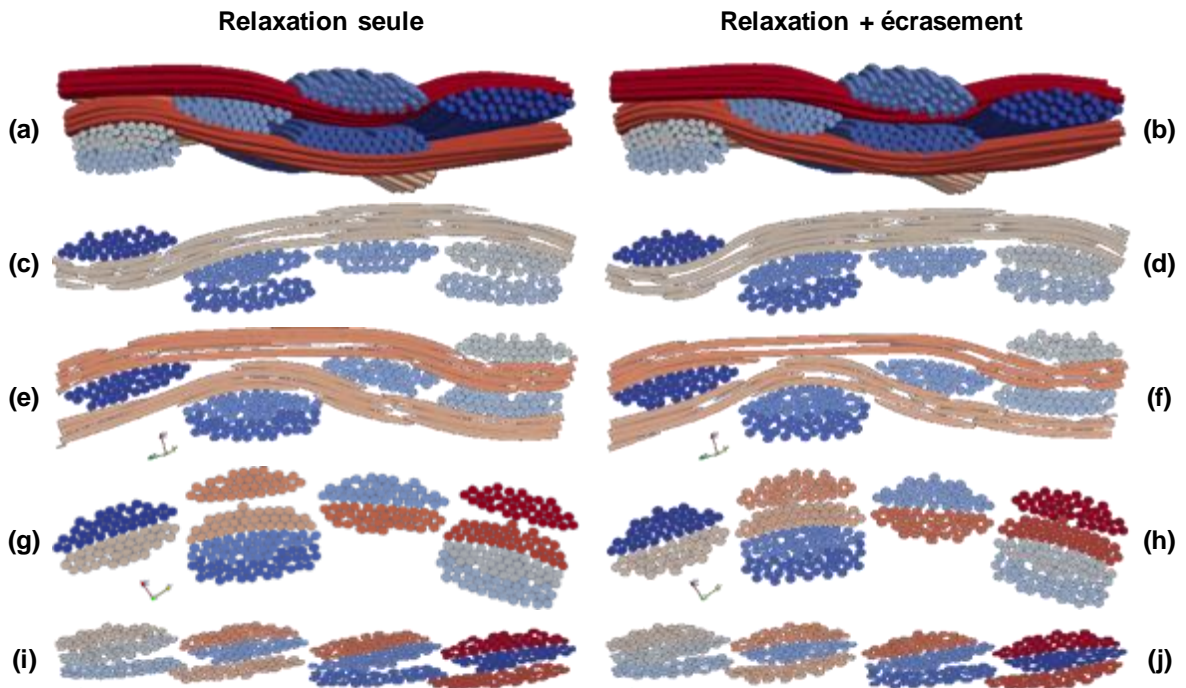 Relaxation seule
Relaxation + écrasement
(a)
(b)
(c)
(d)
(e)
(f)
(g)
(h)
(i)
(j)